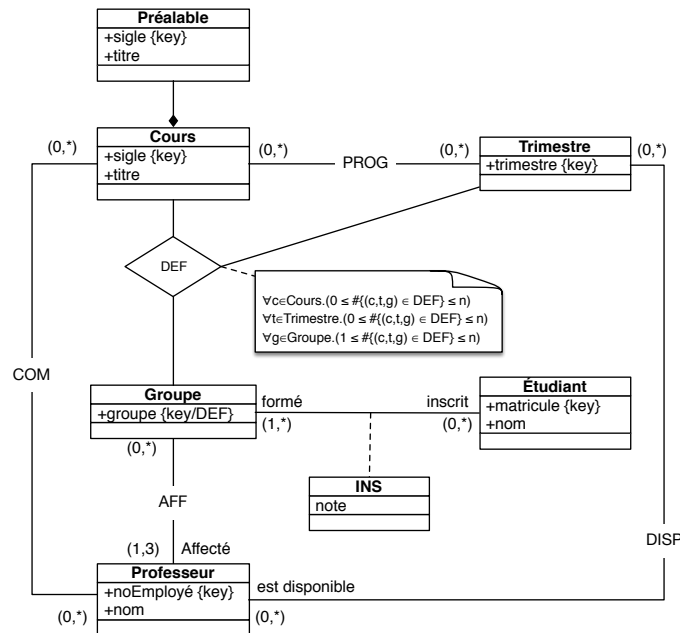 Préalable
+sigle {key}
+titre
(0,*)
Cours
+sigle {key}
+titre
(0,*)
PROG
(0,*)
Trimestre
+trimestre {key}
(0,*)
DEF
∀c∈Cours.(0 ≤ #{(c,t,g) ∈ DEF} ≤ n)
∀t∈Trimestre.(0 ≤ #{(c,t,g) ∈ DEF} ≤ n)
∀g∈Groupe.(1 ≤ #{(c,t,g) ∈ DEF} ≤ n)
COM
Groupe
+groupe {key/DEF}
(0,*)
formé
(1,*)
inscrit
(0,*)
Étudiant
+matricule {key}
+nom
INS
note
AFF
DISP
(1,3)
Affecté
Professeur
+noEmployé {key}
+nom
(0,*)
est disponible
(0,*)